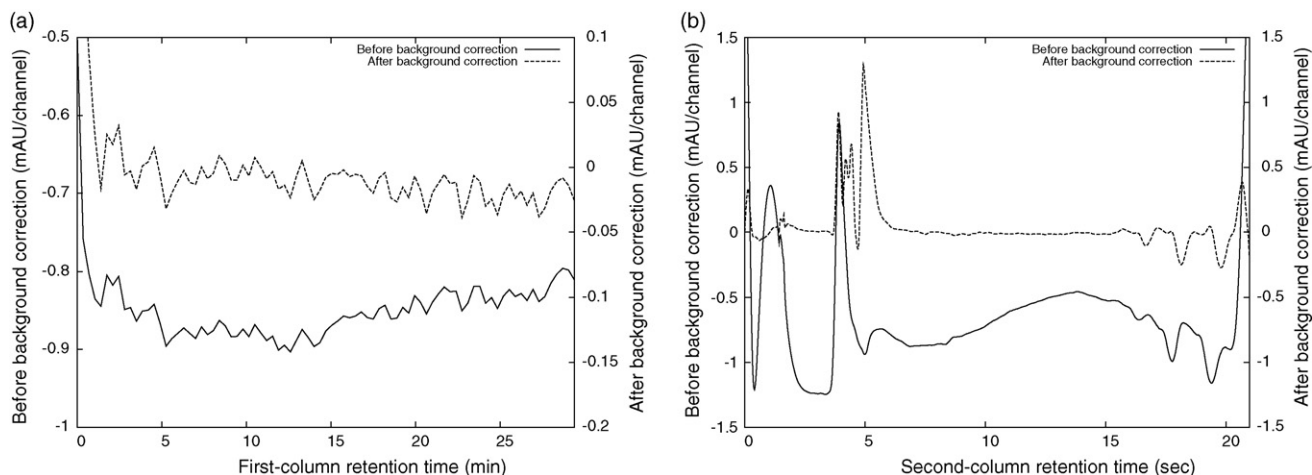 (a)
Before background correction (mAU/channel)
-0.5
-0.6
-0.7
-0.8
-0.9
-1
Before background correction
After background correction
0.1
0.05
0
-0.05
-0.1
-0.15
-0.2
After background correction (mAU/channel)
0 5 10 15 20 25
First-column retention time (min)
(b)
Before background correction (mAU/channel)
1.5
1
0.5
0
-0.5
-1
-1.5
Before background correction
After background correction
1.5
1
0.5
0
-0.5
-1
-1.5
After background correction (mAU/channel)
0 5 10 15 20
Second-column retention time (sec)